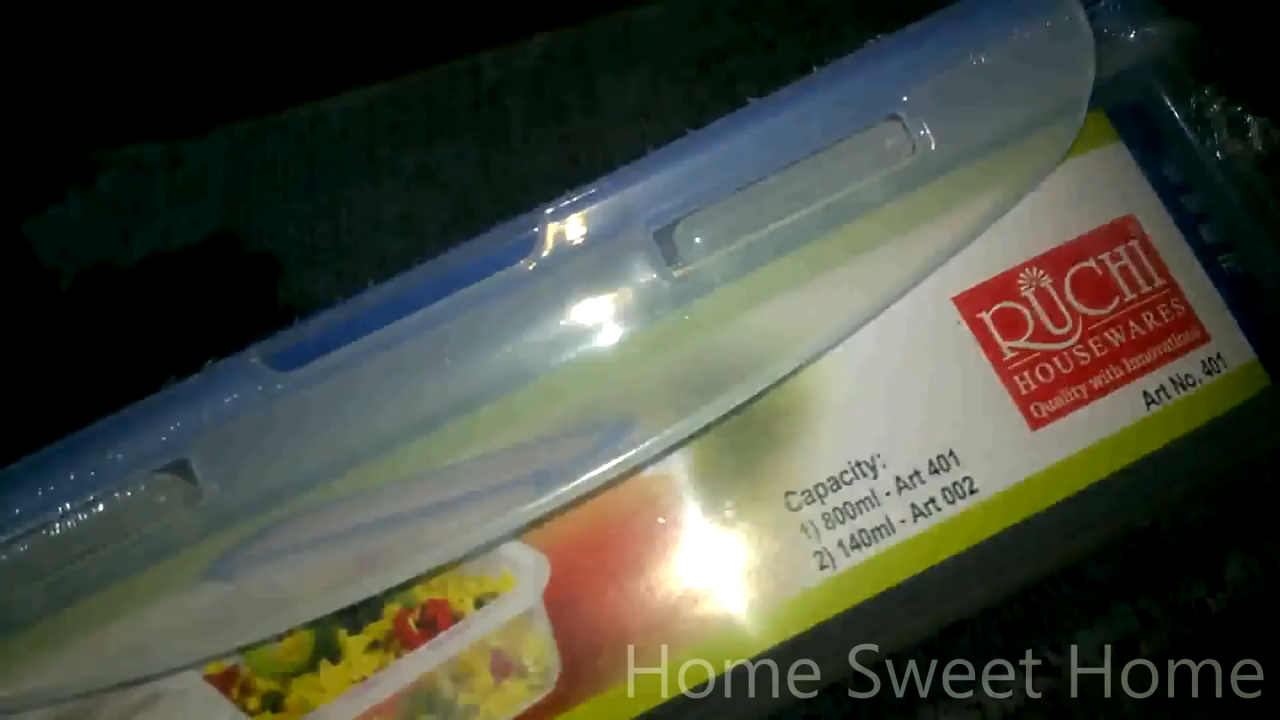 RUCHI
HOUSEWARES
Quality with Innovations
Art No. 401
Capacity:
1) 800ml - Art 401
2) 140ml - Art 002
Home Sweet Home